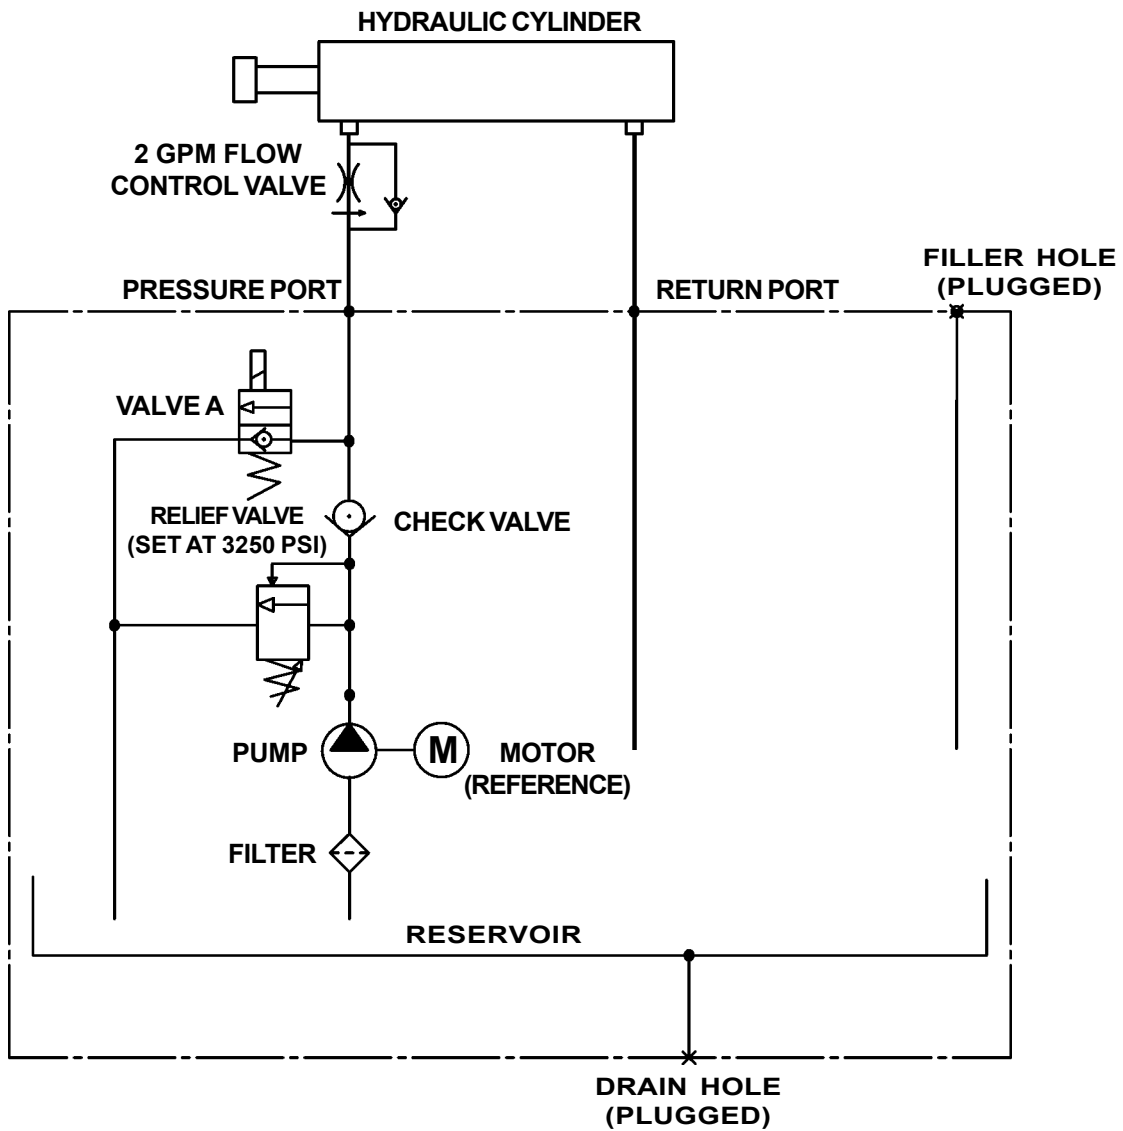 HYDRAULIC CYLINDER
2 GPM FLOW
CONTROL VALVE
FILLER HOLE
(PLUGGED)
PRESSURE PORT
RETURN PORT
VALVE A
RELIEF VALVE
(SET AT 3250 PSI)
CHECK VALVE
PUMP
M
MOTOR
(REFERENCE)
FILTER
RESERVOIR
DRAIN HOLE
(PLUGGED)